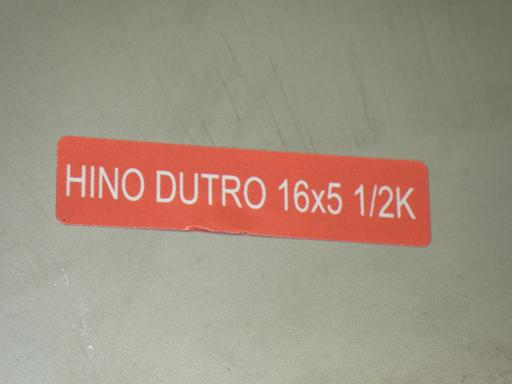 HINO DUTRO 16x5 1/2K